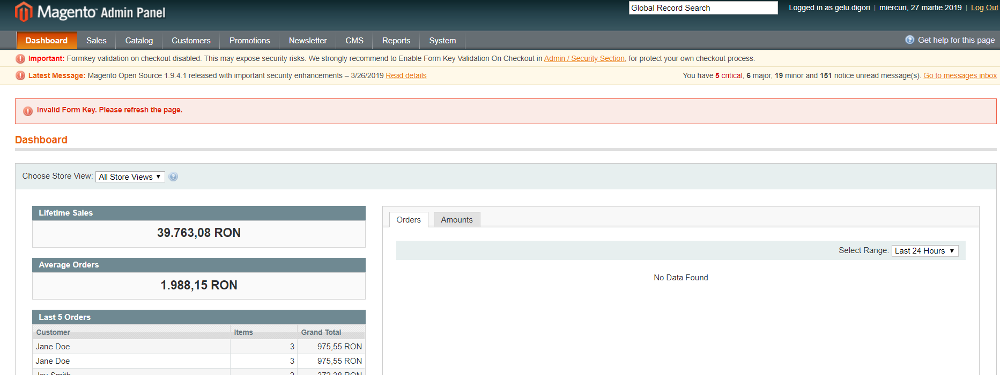 Magento™ Admin Panel
Global Record Search
Logged in as gelu.digori | miercuri, 27 martie 2019 | Log Out
Dashboard Sales Catalog Customers Promotions Newsletter CMS Reports System
Get help for this page
Important: Formkey validation on checkout disabled. This may expose security risks. We strongly recommend to Enable Form Key Validation On Checkout in Admin / Security Section, for protect your own checkout process.
Latest Message: Magento Open Source 1.9.4.1 released with important security enhancements – 3/26/2019 Read details
You have 5 critical, 6 major, 19 minor and 151 notice unread message(s). Go to messages inbox
Invalid Form Key. Please refresh the page.
Dashboard
Choose Store View: All Store Views
Lifetime Sales
39.763,08 RON
Average Orders
1.988,15 RON
Last 5 Orders
Customer Items Grand Total
Jane Doe 3 975,55 RON
Jane Doe 3 975,55 RON
Orders Amounts
Select Range: Last 24 Hours
No Data Found